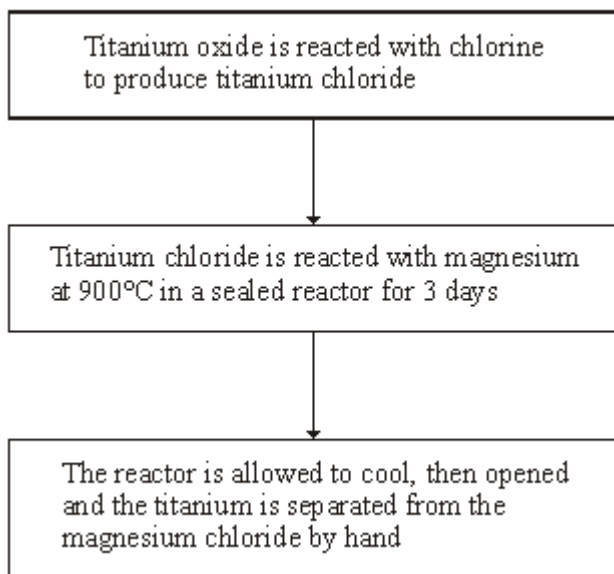 Titanium oxide is reacted with chlorine
to produce titanium chloride
Titanium chloride is reacted with magnesium
at 900°C in a sealed reactor for 3 days
The reactor is allowed to cool, then opened
and the titanium is separated from the
magnesium chloride by hand